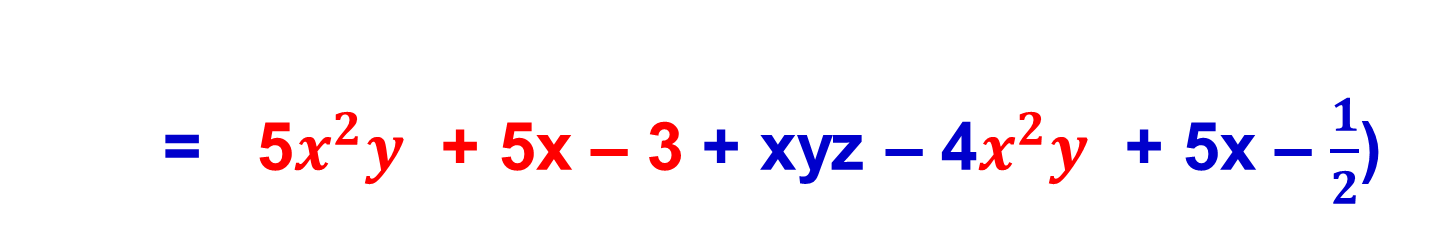 = 5x²y + 5x – 3 + xyz – 4x²y + 5x – 1/2)